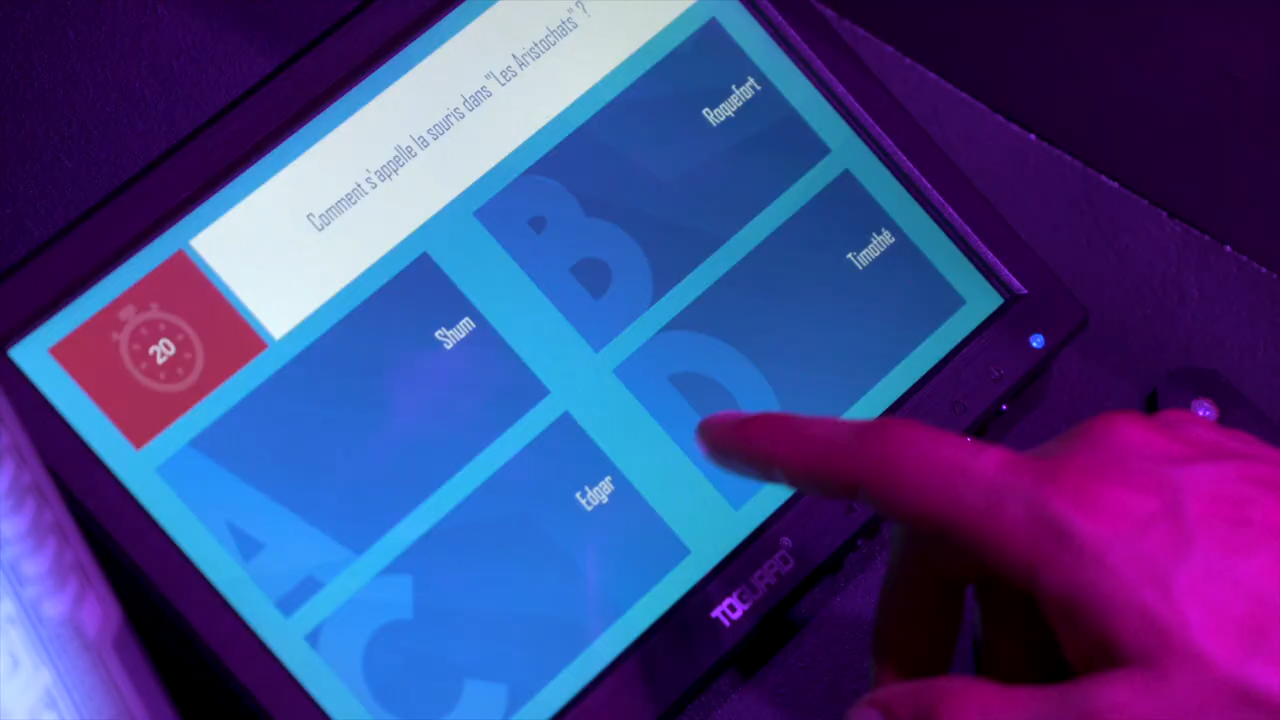 Comment s'appelle la souris dans "Les Aristochats" ?
20
A
Shum
B
Roquefort
C
Edgar
D
Timothé
TOGUARD®